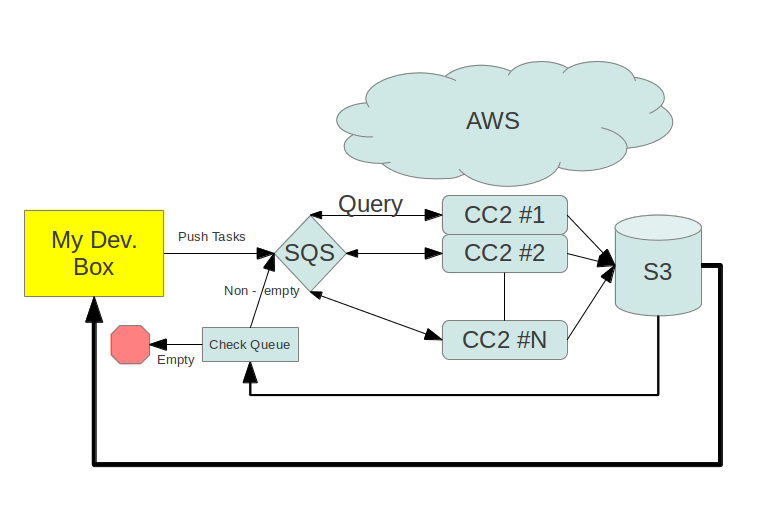 AWS
Query
CC2 #1
My Dev.
Box
Push Tasks
SQS
CC2 #2
S3
Non - empty
Check Queue
Empty
CC2 #N